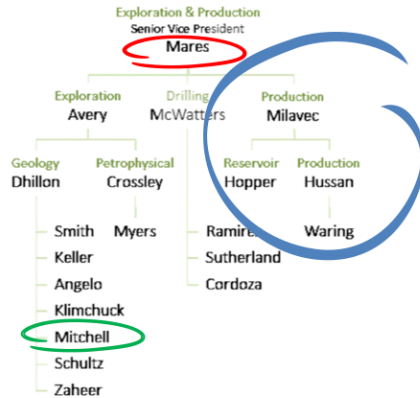 Exploration & Production
Senior Vice President
Mares
Exploration Drilling Production
Avery McWatters Milavec
Geology Petrophysical Reservoir Production
Dhillon Crossley Hopper Hussan
Smith Myers Waring
Keller Sutherland
Angelo Cordoza
Klimchuck
Mitchell
Schultz
Zaheer